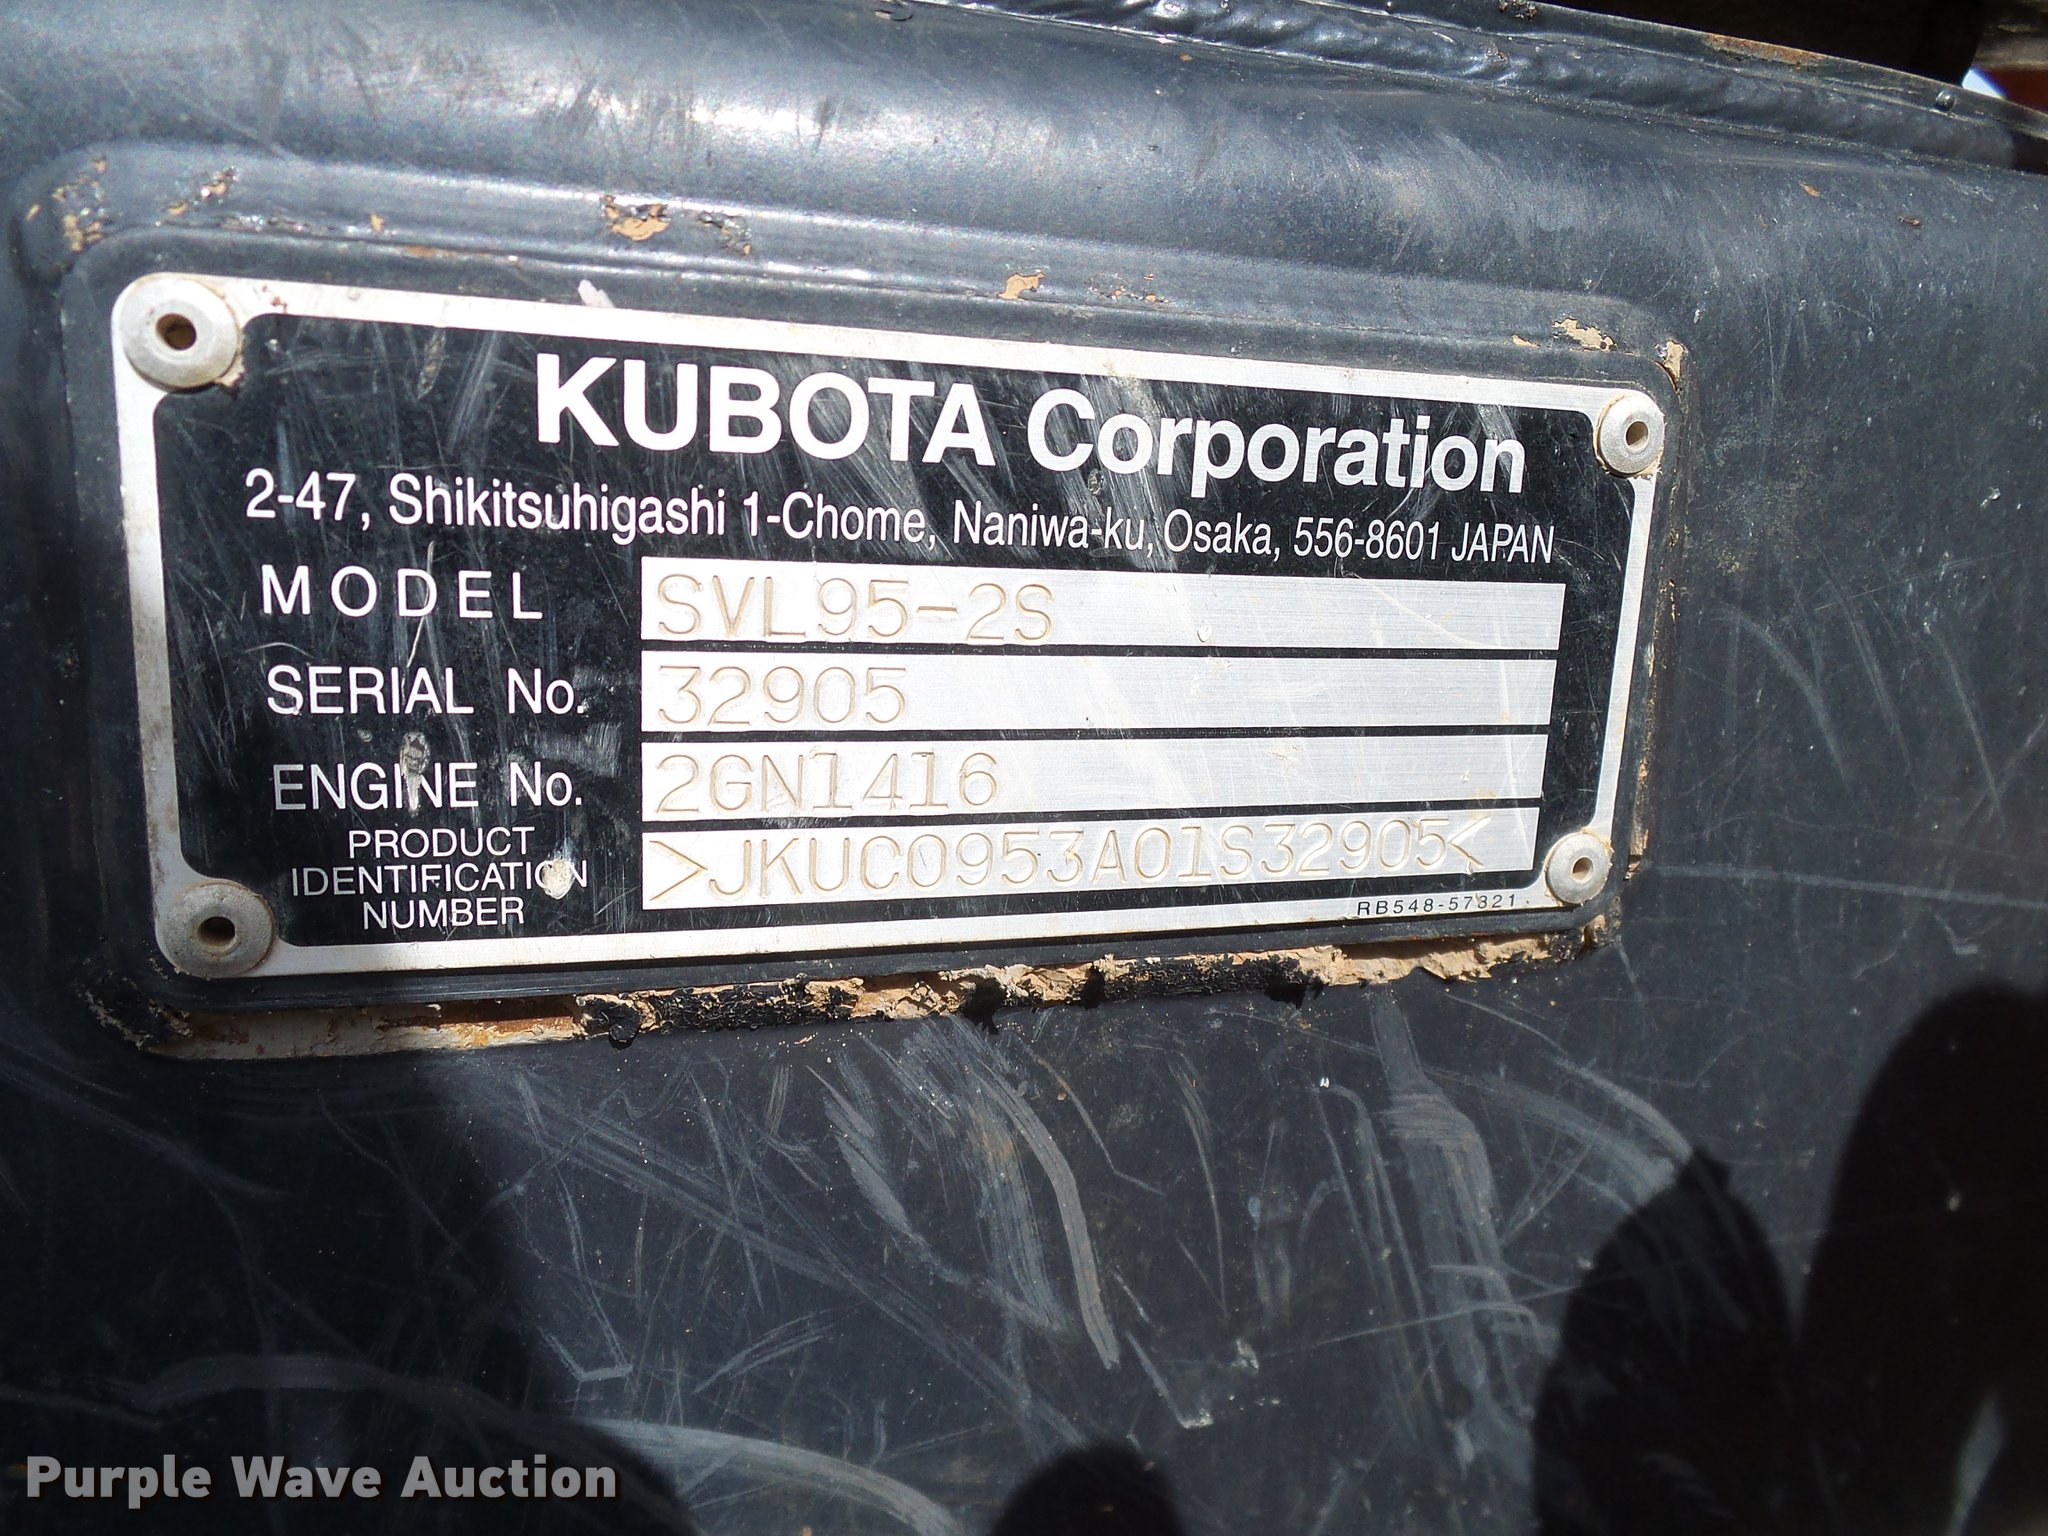 KUBOTA Corporation
2-47, Shikitsuhigashi 1-Chome, Naniwa-ku, Osaka, 556-8601 JAPAN
MODEL SVL95-2S
SERIAL No. 32905
ENGINE No. 2GN1416
PRODUCT
IDENTIFICATION
NUMBER
>JKUC0953A01S32905<
RB548-57321
Purple Wave Auction